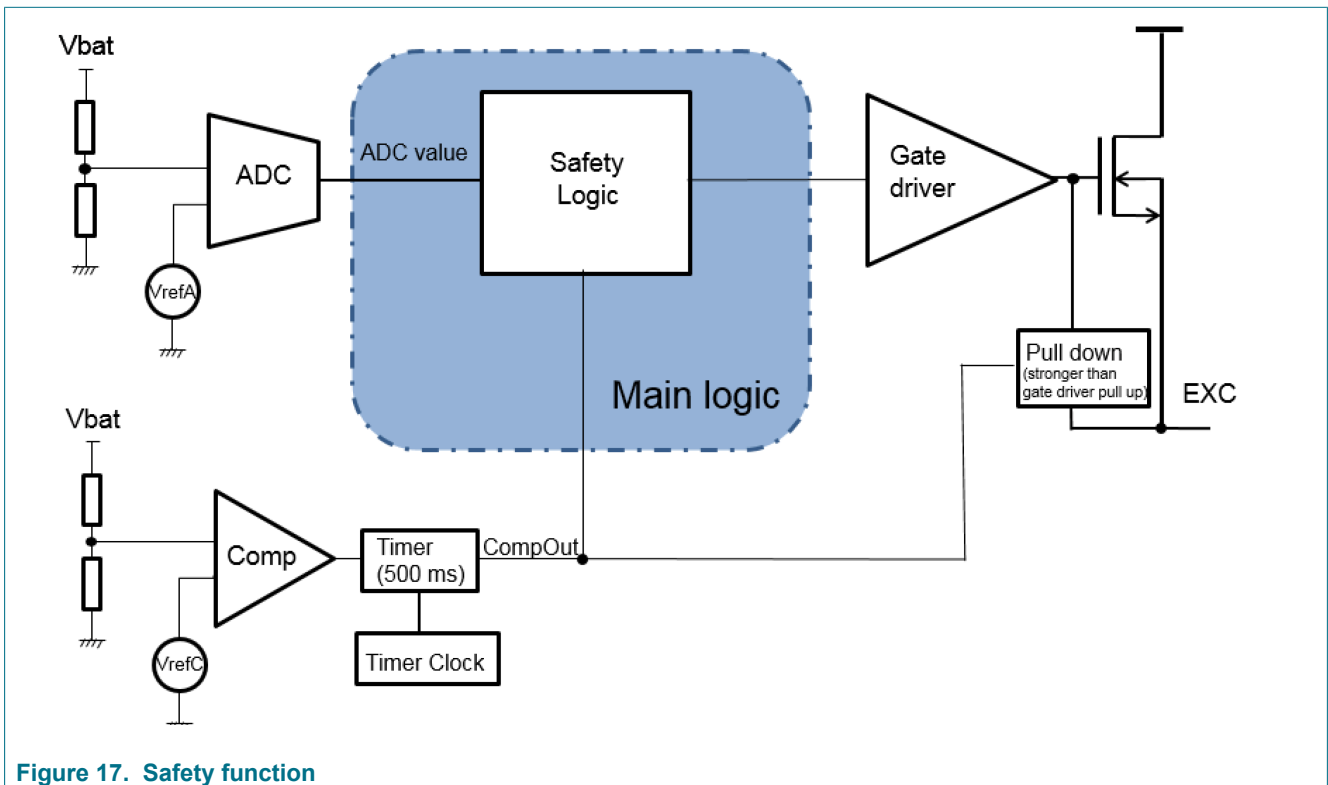 Vbat
ADC
ADC value
Safety
Logic
Gate
driver
VrefA
Main logic
Pull down
(stronger than
gate driver pull up)
EXC
Vbat
Comp
Timer
(500 ms)
CompOut
VrefC
Timer Clock
Figure 17. Safety function